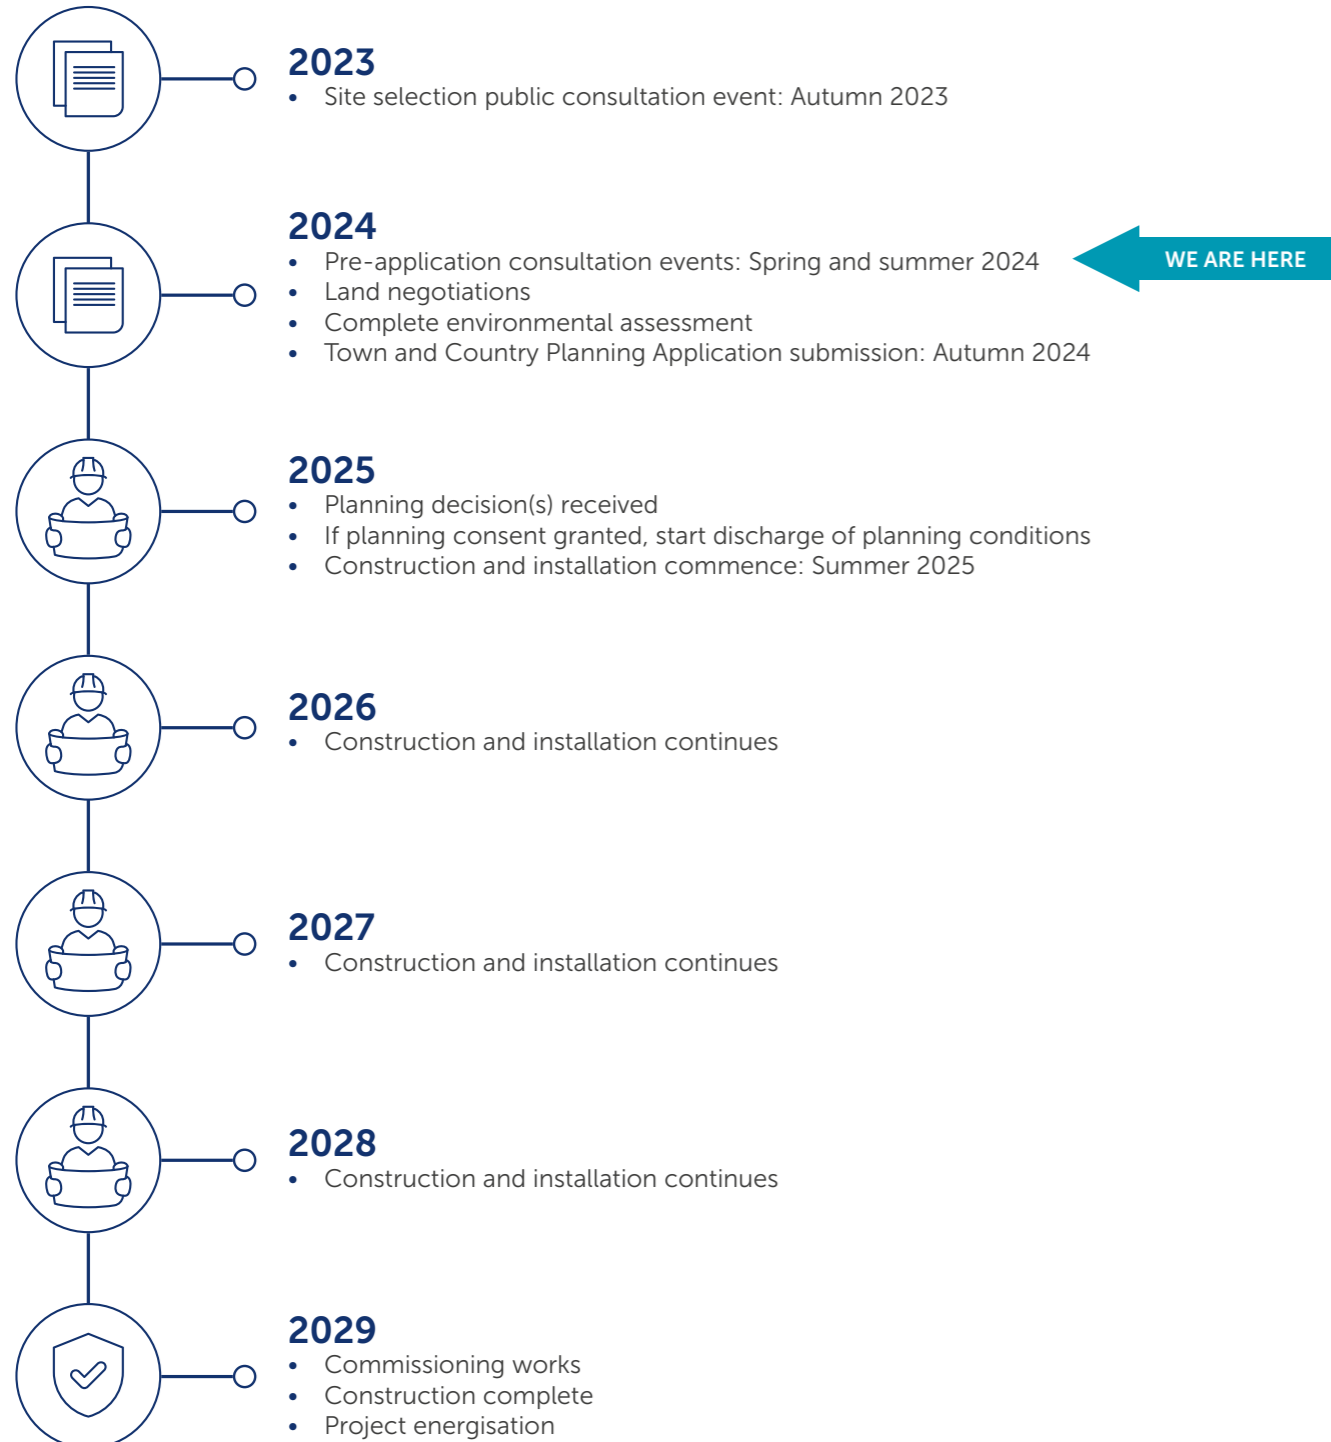 2023
• Site selection public consultation event: Autumn 2023
2024
• Pre-application consultation events: Spring and summer 2024
WE ARE HERE
• Land negotiations
• Complete environmental assessment
• Town and Country Planning Application submission: Autumn 2024
2025
• Planning decision(s) received
• If planning consent granted, start discharge of planning conditions
• Construction and installation commence: Summer 2025
2026
• Construction and installation continues
2027
• Construction and installation continues
2028
• Construction and installation continues
2029
• Commissioning works
• Construction complete
• Project energisation